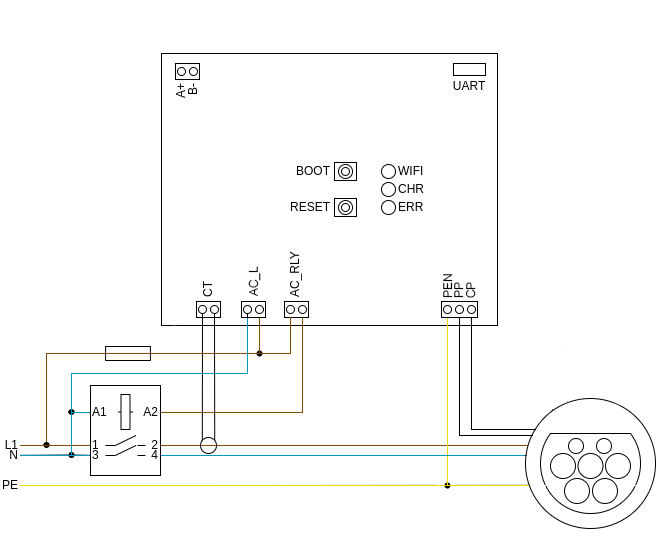 A+
B-
UART
BOOT
WIFI
CHR
RESET
ERR
CT
AC_L
AC_RLY
PEN
PP
CP
A1
A2
L1
1
2
N
3
4
PE